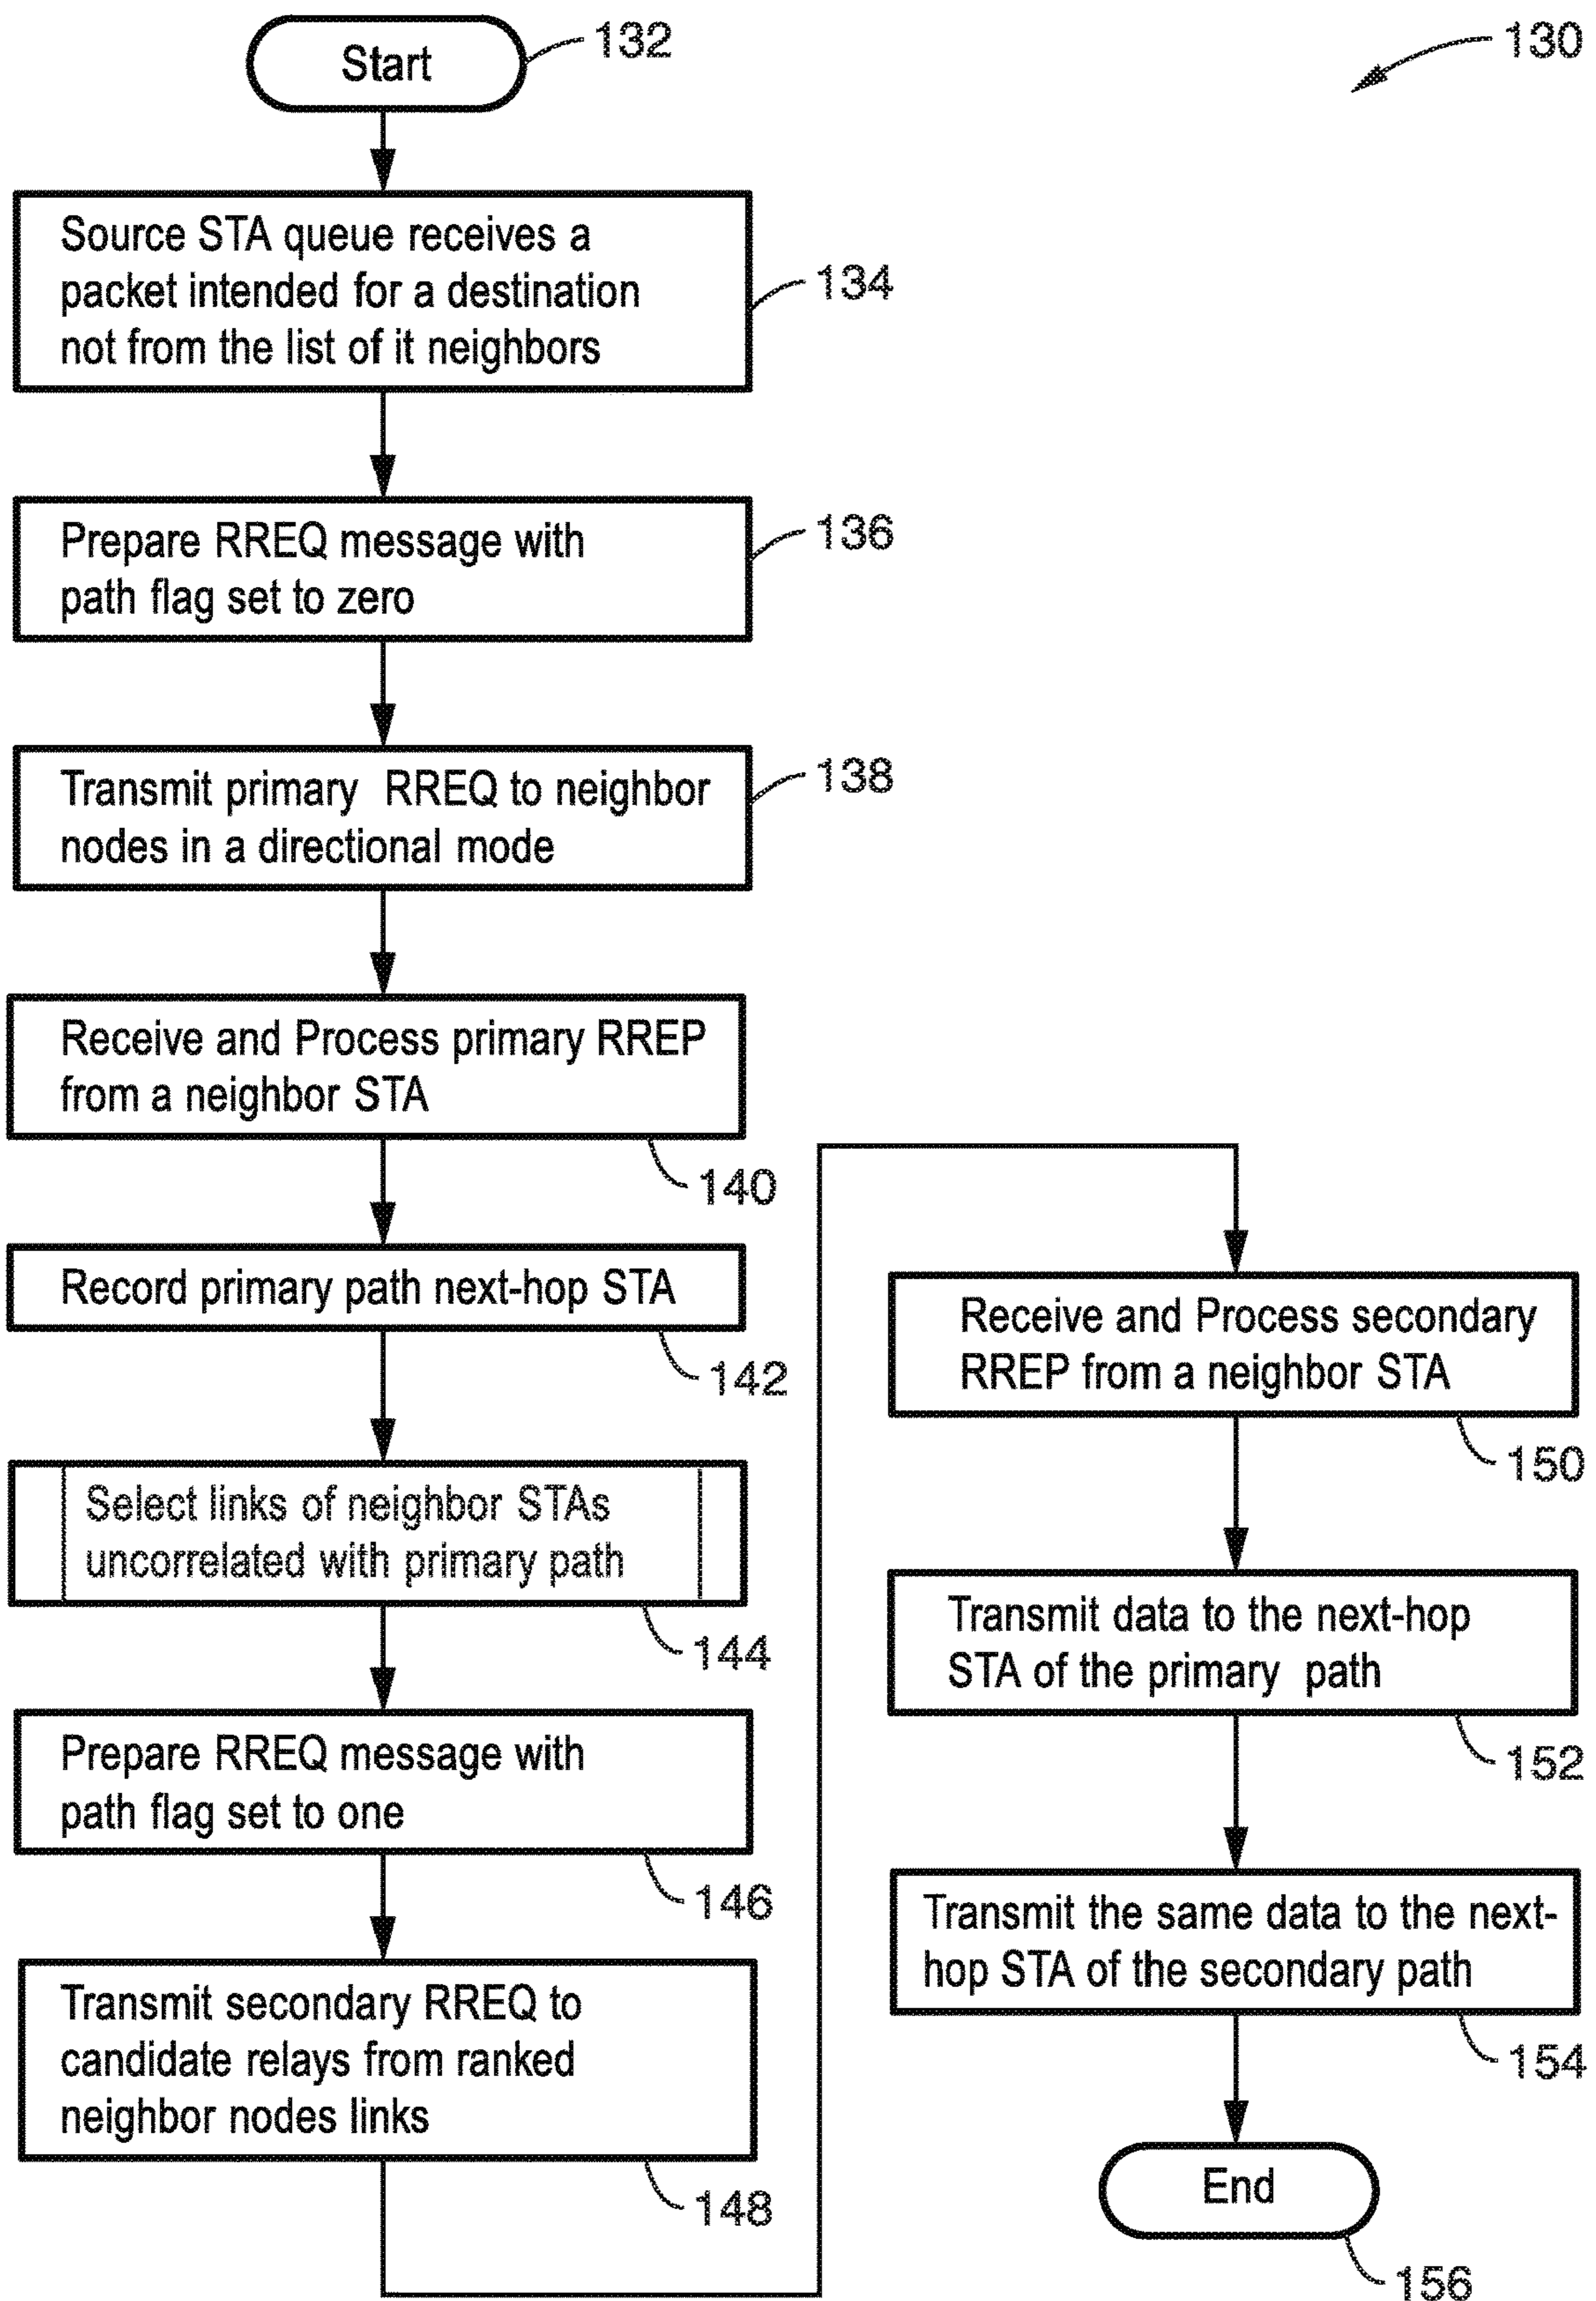 Start
132
130
Source STA queue receives a
packet intended for a destination
not from the list of it neighbors
134
Prepare RREQ message with
path flag set to zero
136
Transmit primary RREQ to neighbor
nodes in a directional mode
138
Receive and Process primary RREP
from a neighbor STA
140
Record primary path next-hop STA
142
Select links of neighbor STAs
uncorrelated with primary path
144
Prepare RREQ message with
path flag set to one
146
Transmit secondary RREQ to
candidate relays from ranked
neighbor nodes links
148
Receive and Process secondary
RREP from a neighbor STA
150
Transmit data to the next-hop
STA of the primary path
152
Transmit the same data to the next-
hop STA of the secondary path
154
End
156